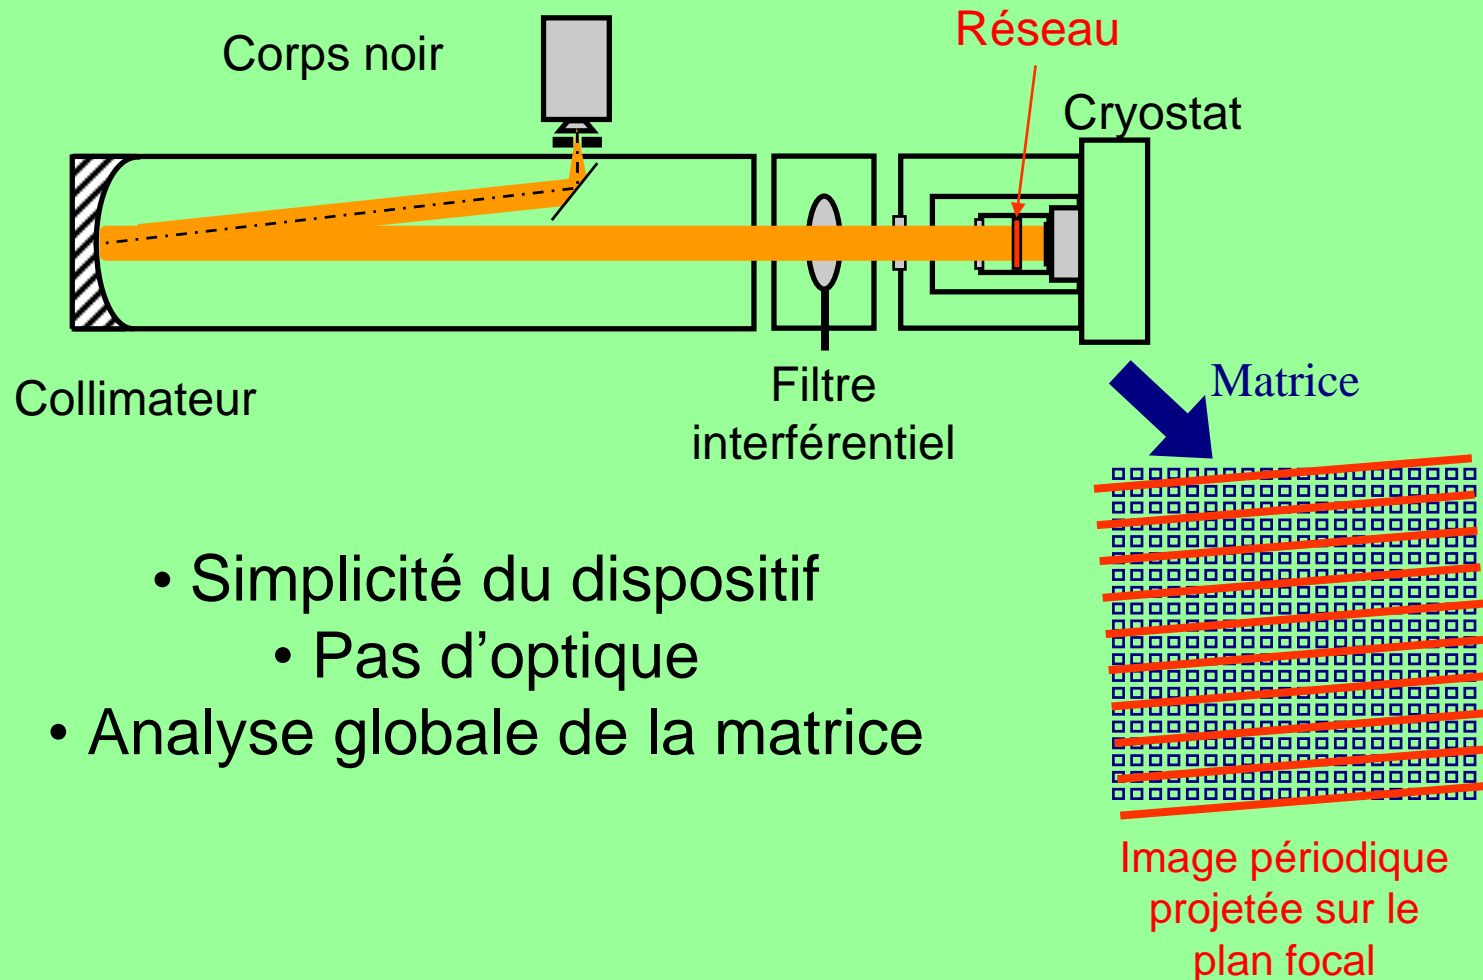 Corps noir
Réseau
Cryostat
Collimateur
Filtre
interférentiel
Matrice
• Simplicité du dispositif
• Pas d’optique
• Analyse globale de la matrice
Image périodique
projetée sur le
plan focal